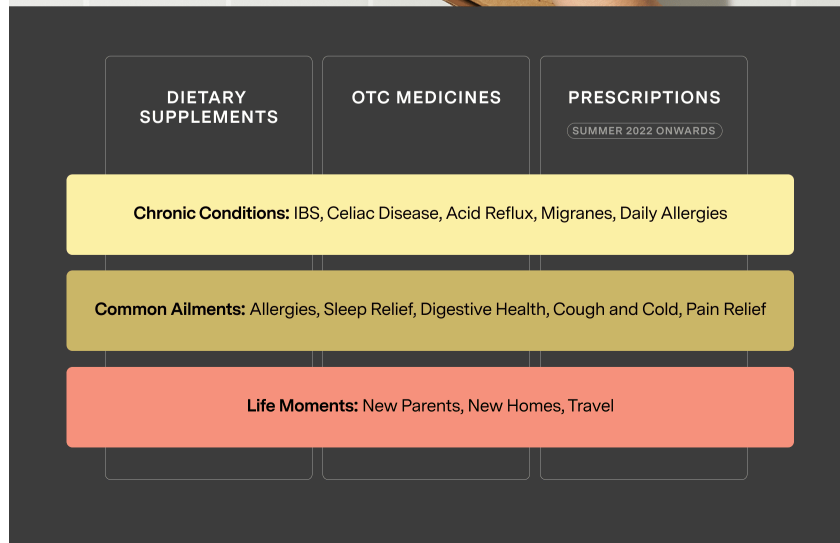 DIETARY
SUPPLEMENTS
OTC MEDICINES
PRESCRIPTIONS
SUMMER 2022 ONWARDS
Chronic Conditions: IBS, Celiac Disease, Acid Reflux, Migranes, Daily Allergies
Common Ailments: Allergies, Sleep Relief, Digestive Health, Cough and Cold, Pain Relief
Life Moments: New Parents, New Homes, Travel